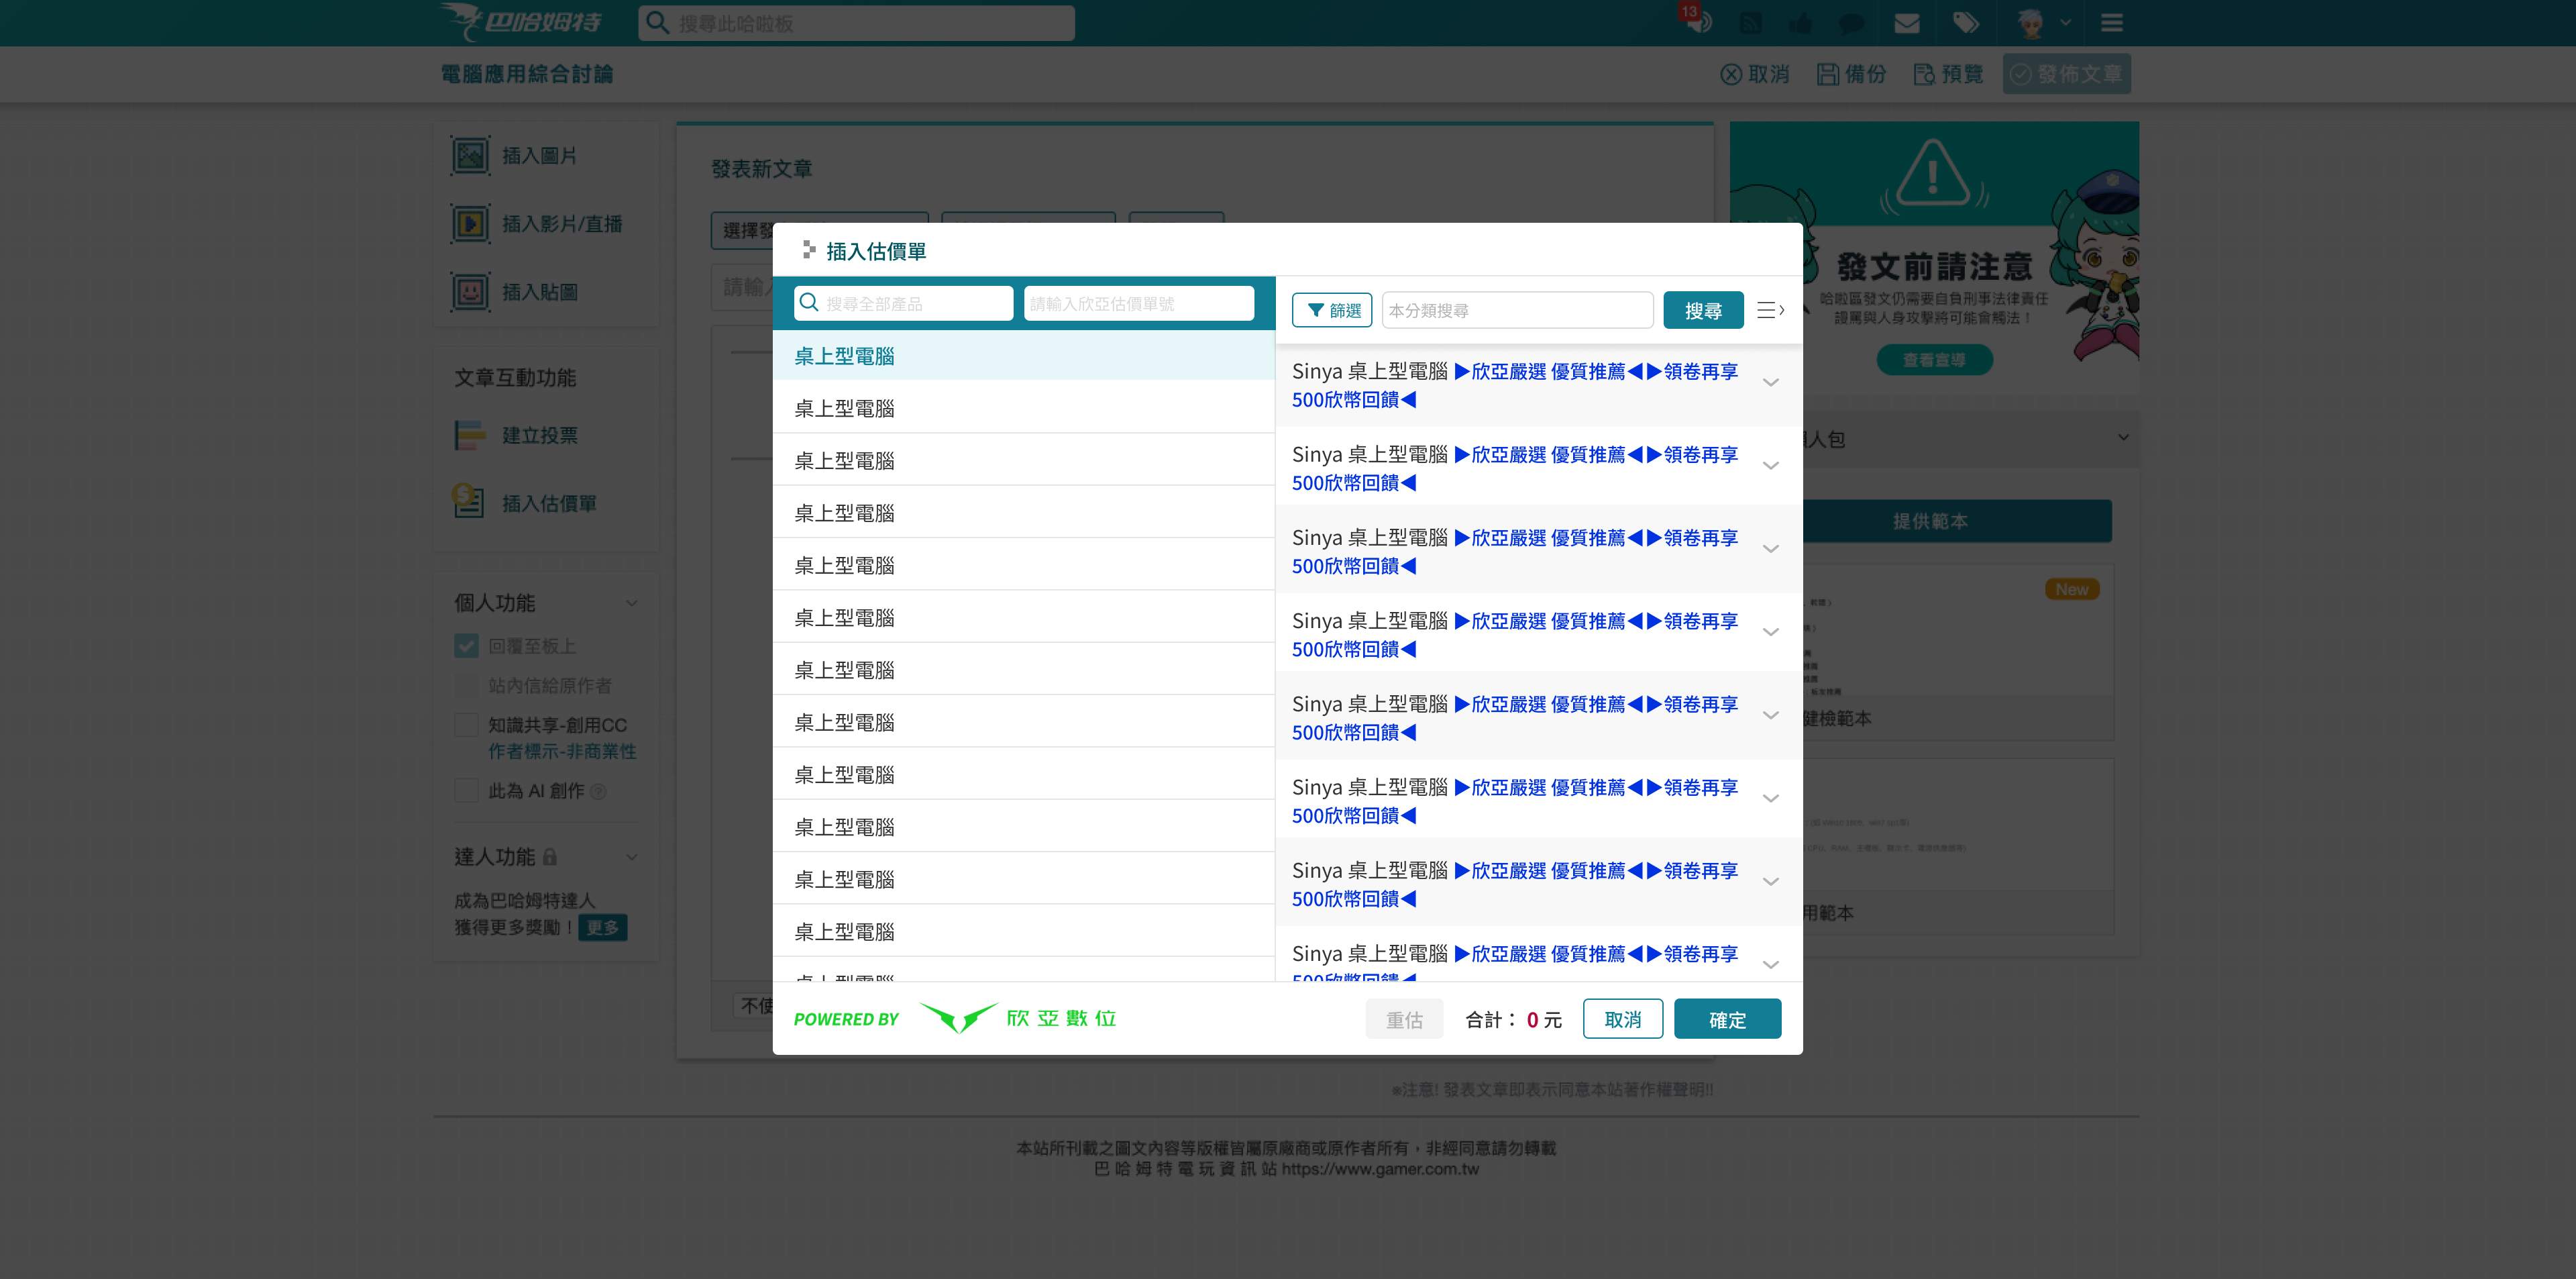 巴哈姆特
搜尋此哈啦板
13
電腦應用綜合討論
取消
備份
預覽
發佈文章
插入圖片
插入影片/直播
插入貼圖
文章互動功能
建立投票
插入估價單
個人功能
回覆至板上
站內信給原作者
知識共享-創用CC
作者標示-非商業性
此為 AI 創作
達人功能
成為巴哈姆特達人
獲得更多獎勵！ 更多
發表新文章
選擇發
請輸入
不使
插入估價單
搜尋全部產品
請輸入欣亞估價單號
桌上型電腦
桌上型電腦
桌上型電腦
桌上型電腦
桌上型電腦
桌上型電腦
桌上型電腦
桌上型電腦
桌上型電腦
桌上型電腦
桌上型電腦
桌上型電腦
桌上型電腦
篩選
本分類搜尋
搜尋
Sinya 桌上型電腦 ▶欣亞嚴選 優質推薦◀▶領卷再享
500欣幣回饋◀
Sinya 桌上型電腦 ▶欣亞嚴選 優質推薦◀▶領卷再享
500欣幣回饋◀
Sinya 桌上型電腦 ▶欣亞嚴選 優質推薦◀▶領卷再享
500欣幣回饋◀
Sinya 桌上型電腦 ▶欣亞嚴選 優質推薦◀▶領卷再享
500欣幣回饋◀
Sinya 桌上型電腦 ▶欣亞嚴選 優質推薦◀▶領卷再享
500欣幣回饋◀
Sinya 桌上型電腦 ▶欣亞嚴選 優質推薦◀▶領卷再享
500欣幣回饋◀
Sinya 桌上型電腦 ▶欣亞嚴選 優質推薦◀▶領卷再享
500欣幣回饋◀
Sinya 桌上型電腦 ▶欣亞嚴選 優質推薦◀▶領卷再享
500欣幣回饋◀
POWERED BY
欣亞數位
重估
合計： 0 元
取消
確定
發文前請注意
哈啦區發文仍需要自負刑事法律責任
謾罵與人身攻擊將可能會觸法！
查看宣導
人包
提供範本
New
健檢範本
用範本
※注意! 發表文章即表示同意本站著作權聲明!!
本站所刊載之圖文內容等版權皆屬原廠商或原作者所有，非經同意請勿轉載
巴 哈 姆 特 電 玩 資 訊 站 https://www.gamer.com.tw